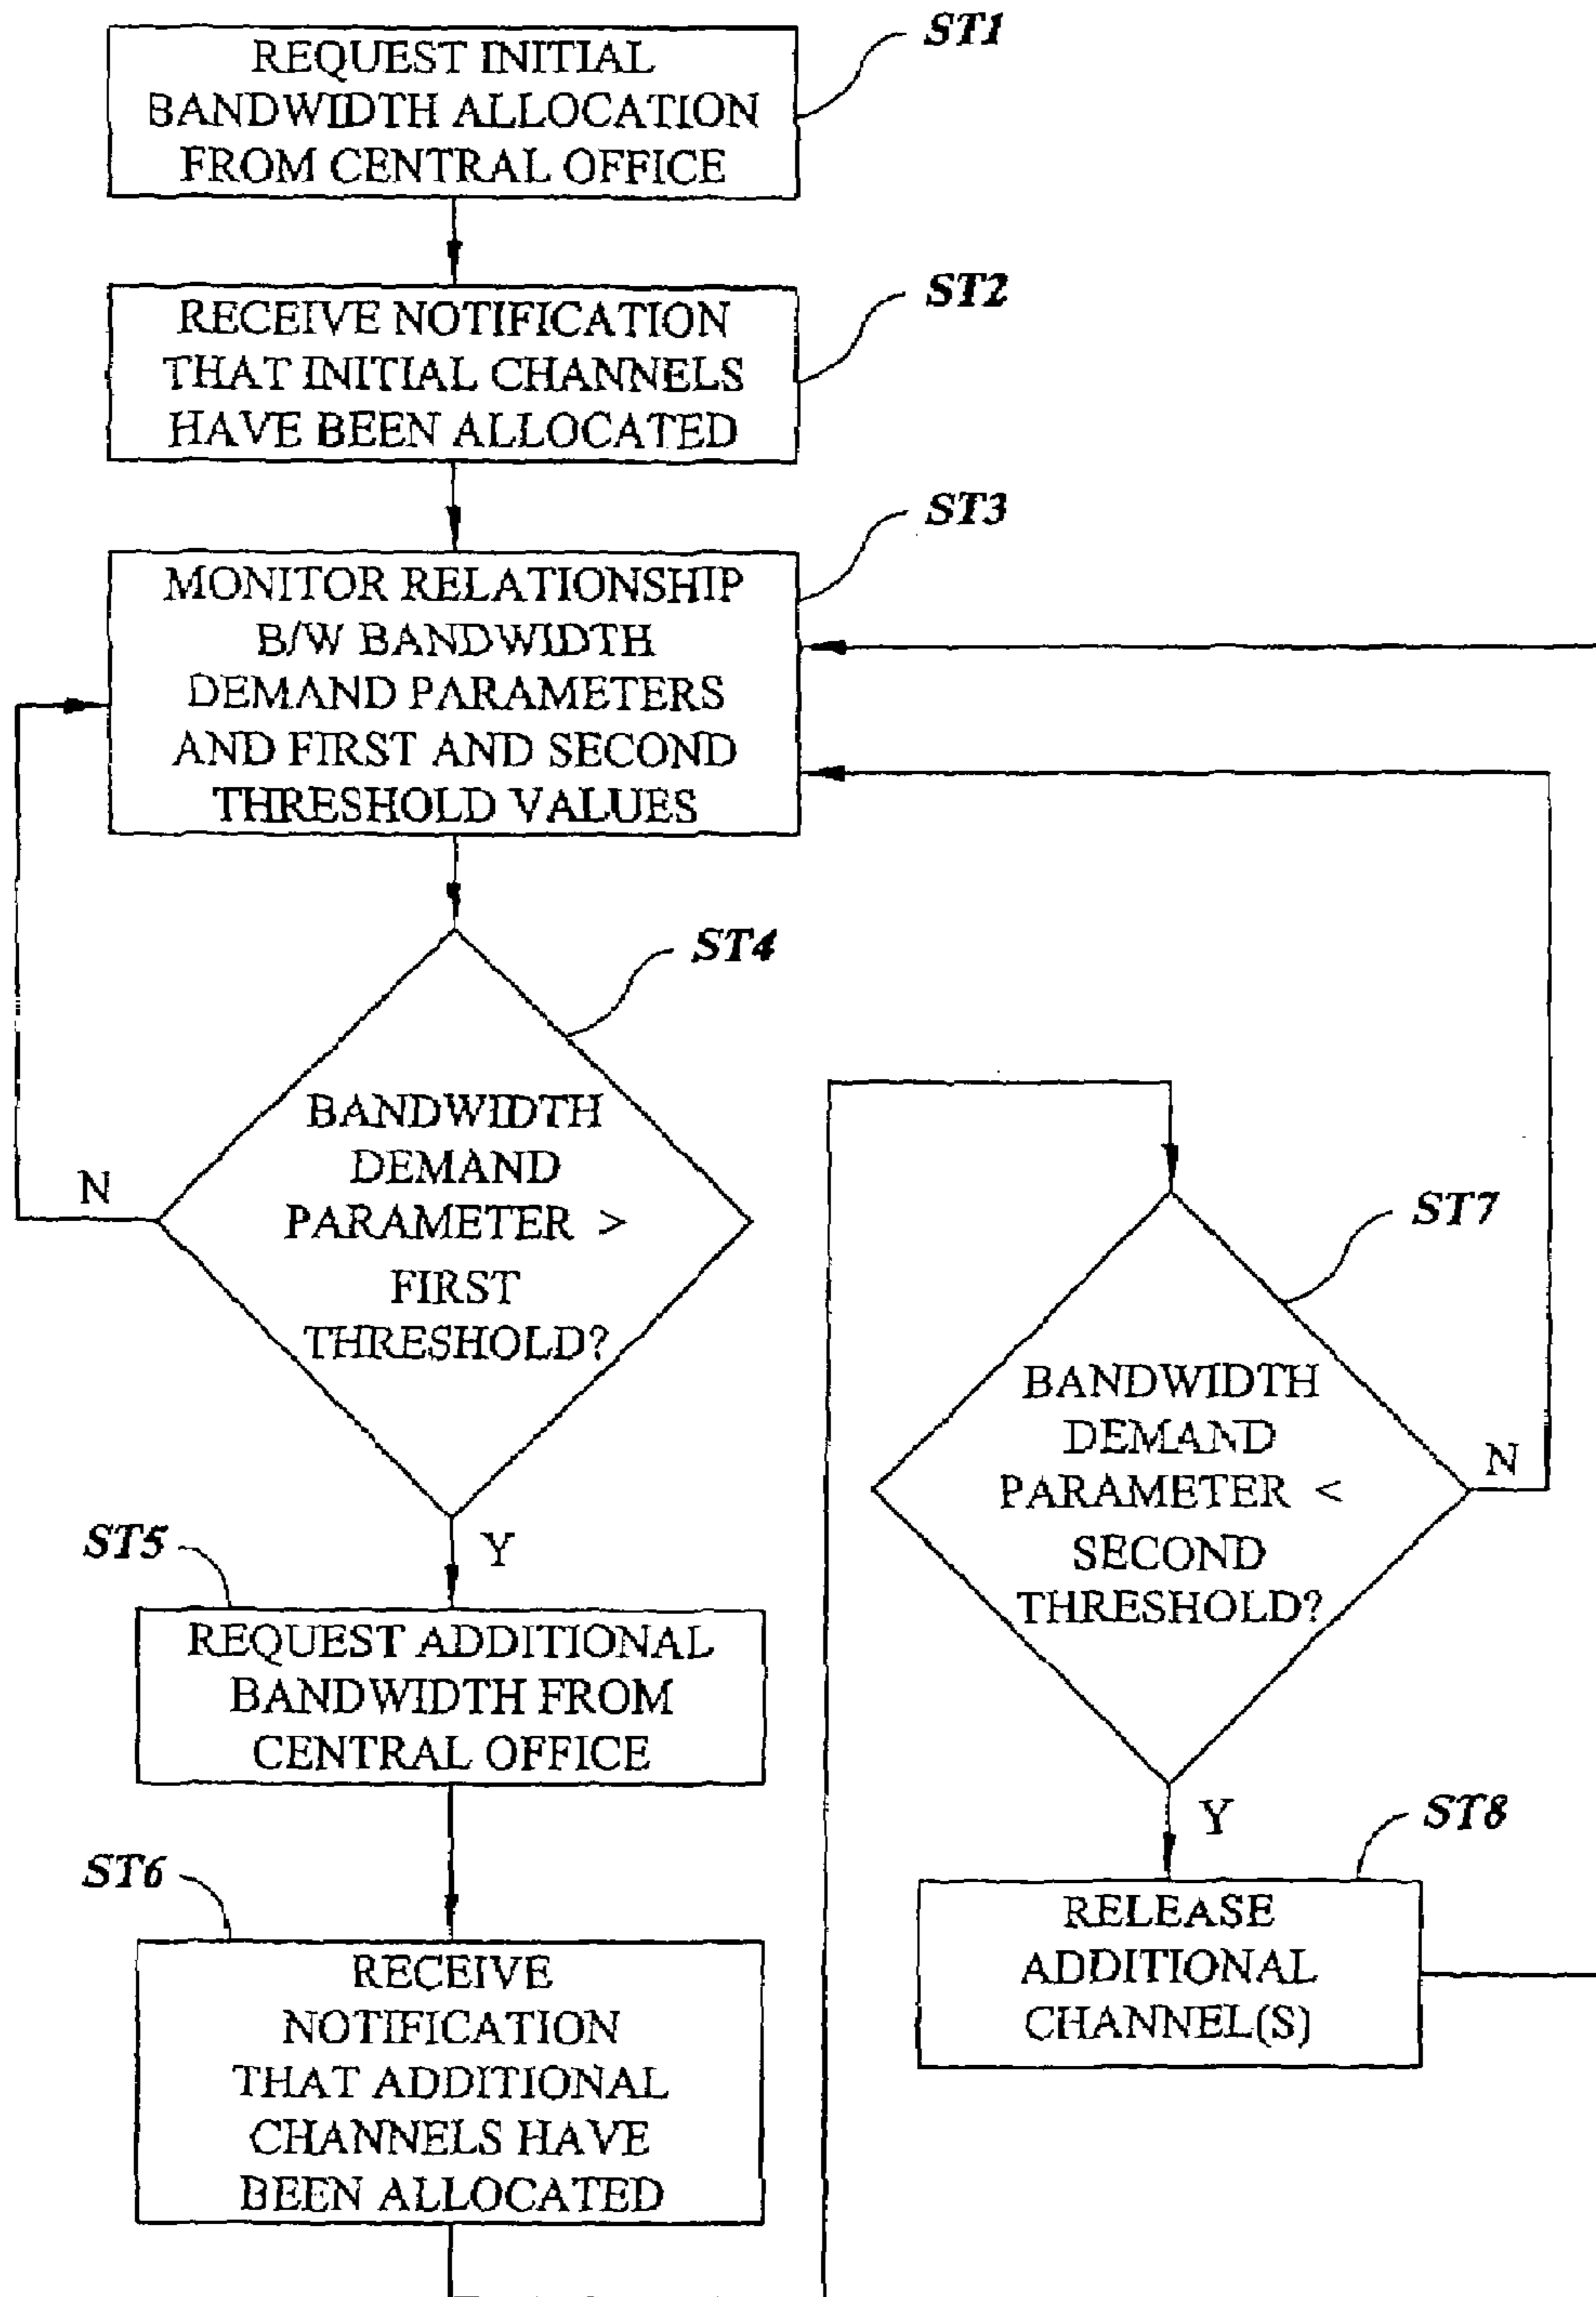 ST1
REQUEST INITIAL
BANDWIDTH ALLOCATION
FROM CENTRAL OFFICE
ST2
RECEIVE NOTIFICATION
THAT INITIAL CHANNELS
HAVE BEEN ALLOCATED
ST3
MONITOR RELATIONSHIP
B/W BANDWIDTH
DEMAND PARAMETERS
AND FIRST AND SECOND
THRESHOLD VALUES
ST4
BANDWIDTH
DEMAND
PARAMETER >
FIRST
THRESHOLD?
N
Y
ST5
REQUEST ADDITIONAL
BANDWIDTH FROM
CENTRAL OFFICE
ST6
RECEIVE
NOTIFICATION
THAT ADDITIONAL
CHANNELS HAVE
BEEN ALLOCATED
ST7
BANDWIDTH
DEMAND
PARAMETER <
SECOND
THRESHOLD?
N
Y
ST8
RELEASE
ADDITIONAL
CHANNEL(S)